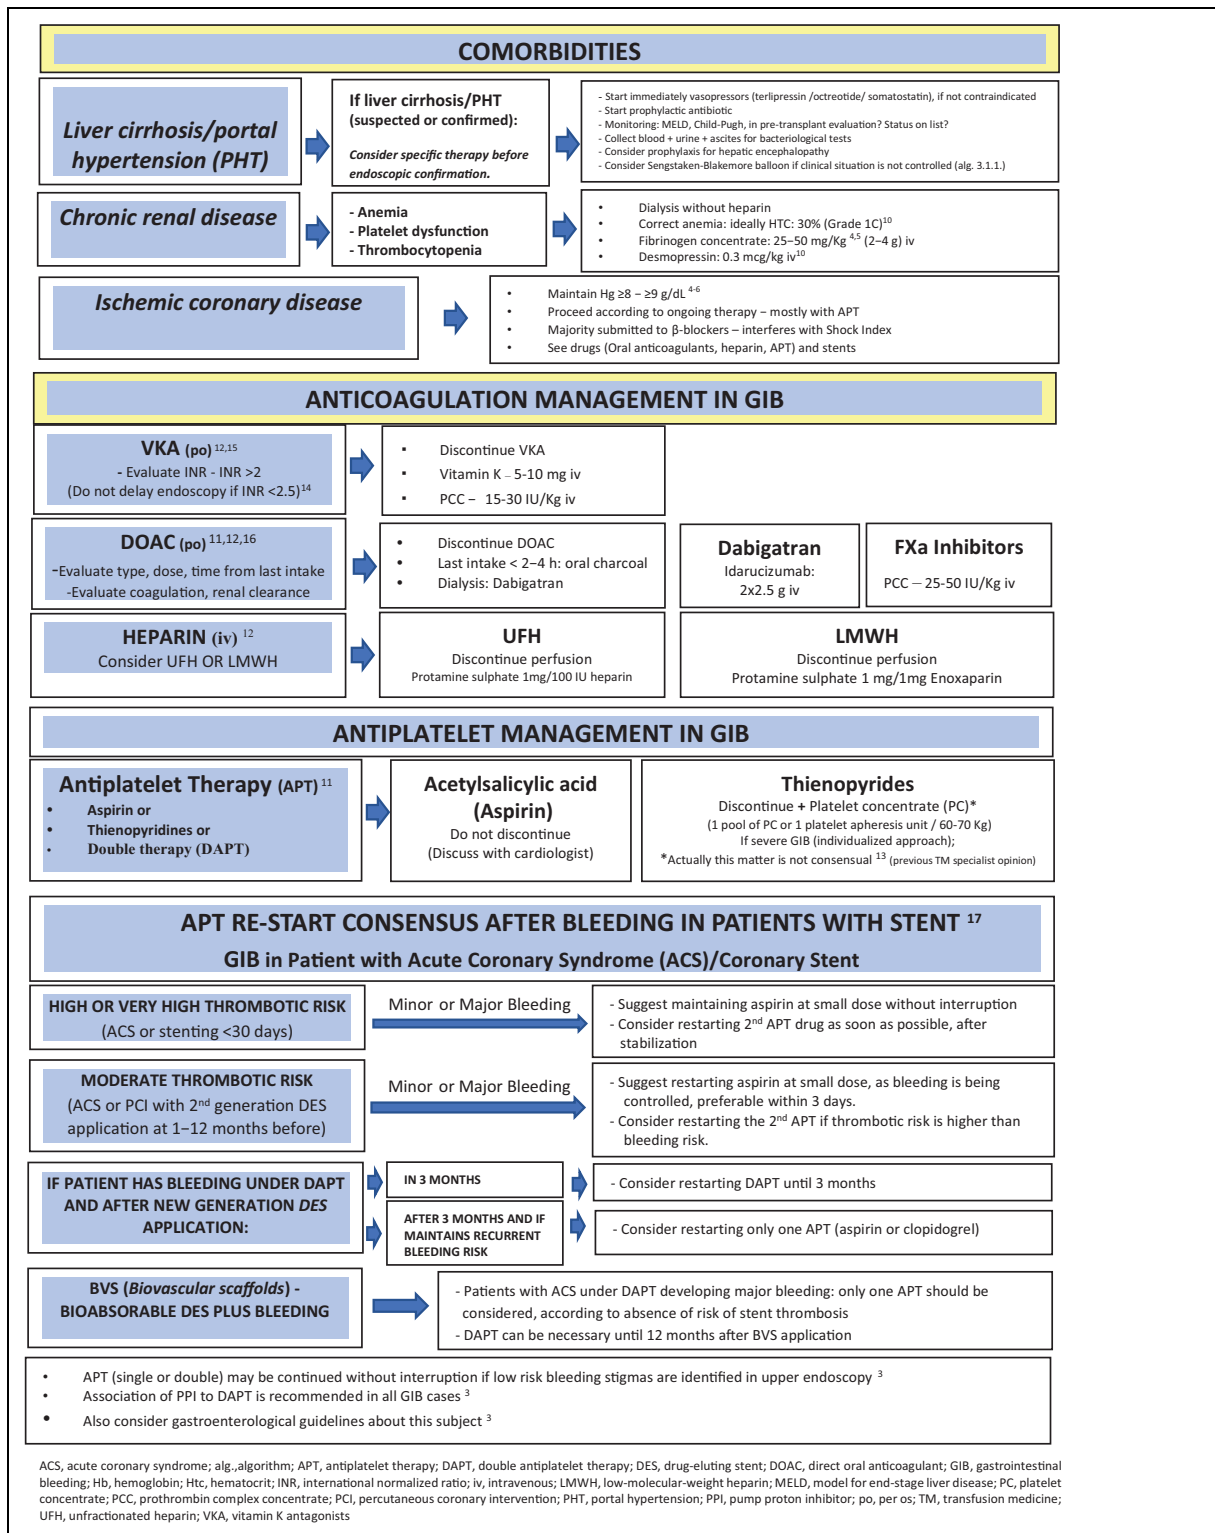 COMORBIDITIES
Liver cirrhosis/portal
hypertension (PHT)
If liver cirrhosis/PHT
(suspected or confirmed):
Consider specific therapy before
endoscopic confirmation.
- Start immediately vasopressors (terlipressin /octreotide/ somatostatin), if not contraindicated
- Start prophylactic antibiotic
- Monitoring: MELD, Child-Pugh, in pre-transplant evaluation? Status on list?
- Collect blood + urine + ascites for bacteriological tests
- Consider prophylaxis for hepatic encephalopathy
- Consider Sengstaken-Blakemore balloon if clinical situation is not controlled (alg. 3.1.1.)
Chronic renal disease
- Anemia
- Platelet dysfunction
- Thrombocytopenia
• Dialysis without heparin
• Correct anemia: ideally HTC: 30% (Grade 1C)10
• Fibrinogen concentrate: 25–50 mg/Kg 4,5 (2–4 g) iv
• Desmopressin: 0.3 mcg/kg iv10
Ischemic coronary disease
• Maintain Hg ≥8 – ≥9 g/dL 4-6
• Proceed according to ongoing therapy – mostly with APT
• Majority submitted to β-blockers – interferes with Shock Index
• See drugs (Oral anticoagulants, heparin, APT) and stents
ANTICOAGULATION MANAGEMENT IN GIB
VKA (po) 12,15
- Evaluate INR - INR >2
(Do not delay endoscopy if INR <2.5)14
▪ Discontinue VKA
▪ Vitamin K – 5-10 mg iv
▪ PCC – 15-30 IU/Kg iv
DOAC (po) 11,12,16
-Evaluate type, dose, time from last intake
-Evaluate coagulation, renal clearance
• Discontinue DOAC
• Last intake < 2–4 h: oral charcoal
• Dialysis: Dabigatran
Dabigatran
Idarucizumab:
2x2.5 g iv
FXa Inhibitors
PCC – 25-50 IU/Kg iv
HEPARIN (iv) 12
Consider UFH OR LMWH
UFH
Discontinue perfusion
Protamine sulphate 1mg/100 IU heparin
LMWH
Discontinue perfusion
Protamine sulphate 1 mg/1mg Enoxaparin
ANTIPLATELET MANAGEMENT IN GIB
Antiplatelet Therapy (APT) 11
• Aspirin or
• Thienopyridines or
• Double therapy (DAPT)
Acetylsalicylic acid
(Aspirin)
Do not discontinue
(Discuss with cardiologist)
Thienopyrides
Discontinue + Platelet concentrate (PC)*
(1 pool of PC or 1 platelet apheresis unit / 60-70 Kg)
If severe GIB (individualized approach);
*Actually this matter is not consensual 13 (previous TM specialist opinion)
APT RE-START CONSENSUS AFTER BLEEDING IN PATIENTS WITH STENT 17
GIB in Patient with Acute Coronary Syndrome (ACS)/Coronary Stent
HIGH OR VERY HIGH THROMBOTIC RISK
(ACS or stenting <30 days)
Minor or Major Bleeding
- Suggest maintaining aspirin at small dose without interruption
- Consider restarting 2nd APT drug as soon as possible, after
stabilization
MODERATE THROMBOTIC RISK
(ACS or PCI with 2nd generation DES
application at 1–12 months before)
Minor or Major Bleeding
- Suggest restarting aspirin at small dose, as bleeding is being
controlled, preferable within 3 days.
- Consider restarting the 2nd APT if thrombotic risk is higher than
bleeding risk.
IF PATIENT HAS BLEEDING UNDER DAPT
AND AFTER NEW GENERATION DES
APPLICATION:
IN 3 MONTHS
- Consider restarting DAPT until 3 months
AFTER 3 MONTHS AND IF
MAINTAINS RECURRENT
BLEEDING RISK
- Consider restarting only one APT (aspirin or clopidogrel)
BVS (Biovascular scaffolds) -
BIOABSORABLE DES PLUS BLEEDING
- Patients with ACS under DAPT developing major bleeding: only one APT should be
considered, according to absence of risk of stent thrombosis
- DAPT can be necessary until 12 months after BVS application
• APT (single or double) may be continued without interruption if low risk bleeding stigmas are identified in upper endoscopy 3
• Association of PPI to DAPT is recommended in all GIB cases 3
• Also consider gastroenterological guidelines about this subject 3
ACS, acute coronary syndrome; alg.,algorithm; APT, antiplatelet therapy; DAPT, double antiplatelet therapy; DES, drug-eluting stent; DOAC, direct oral anticoagulant; GIB, gastrointestinal
bleeding; Hb, hemoglobin; Htc, hematocrit; INR, international normalized ratio; iv, intravenous; LMWH, low-molecular-weight heparin; MELD, model for end-stage liver disease; PC, platelet
concentrate; PCC, prothrombin complex concentrate; PCI, percutaneous coronary intervention; PHT, portal hypertension; PPI, pump proton inhibitor; po, per os; TM, transfusion medicine;
UFH, unfractionated heparin; VKA, vitamin K antagonists